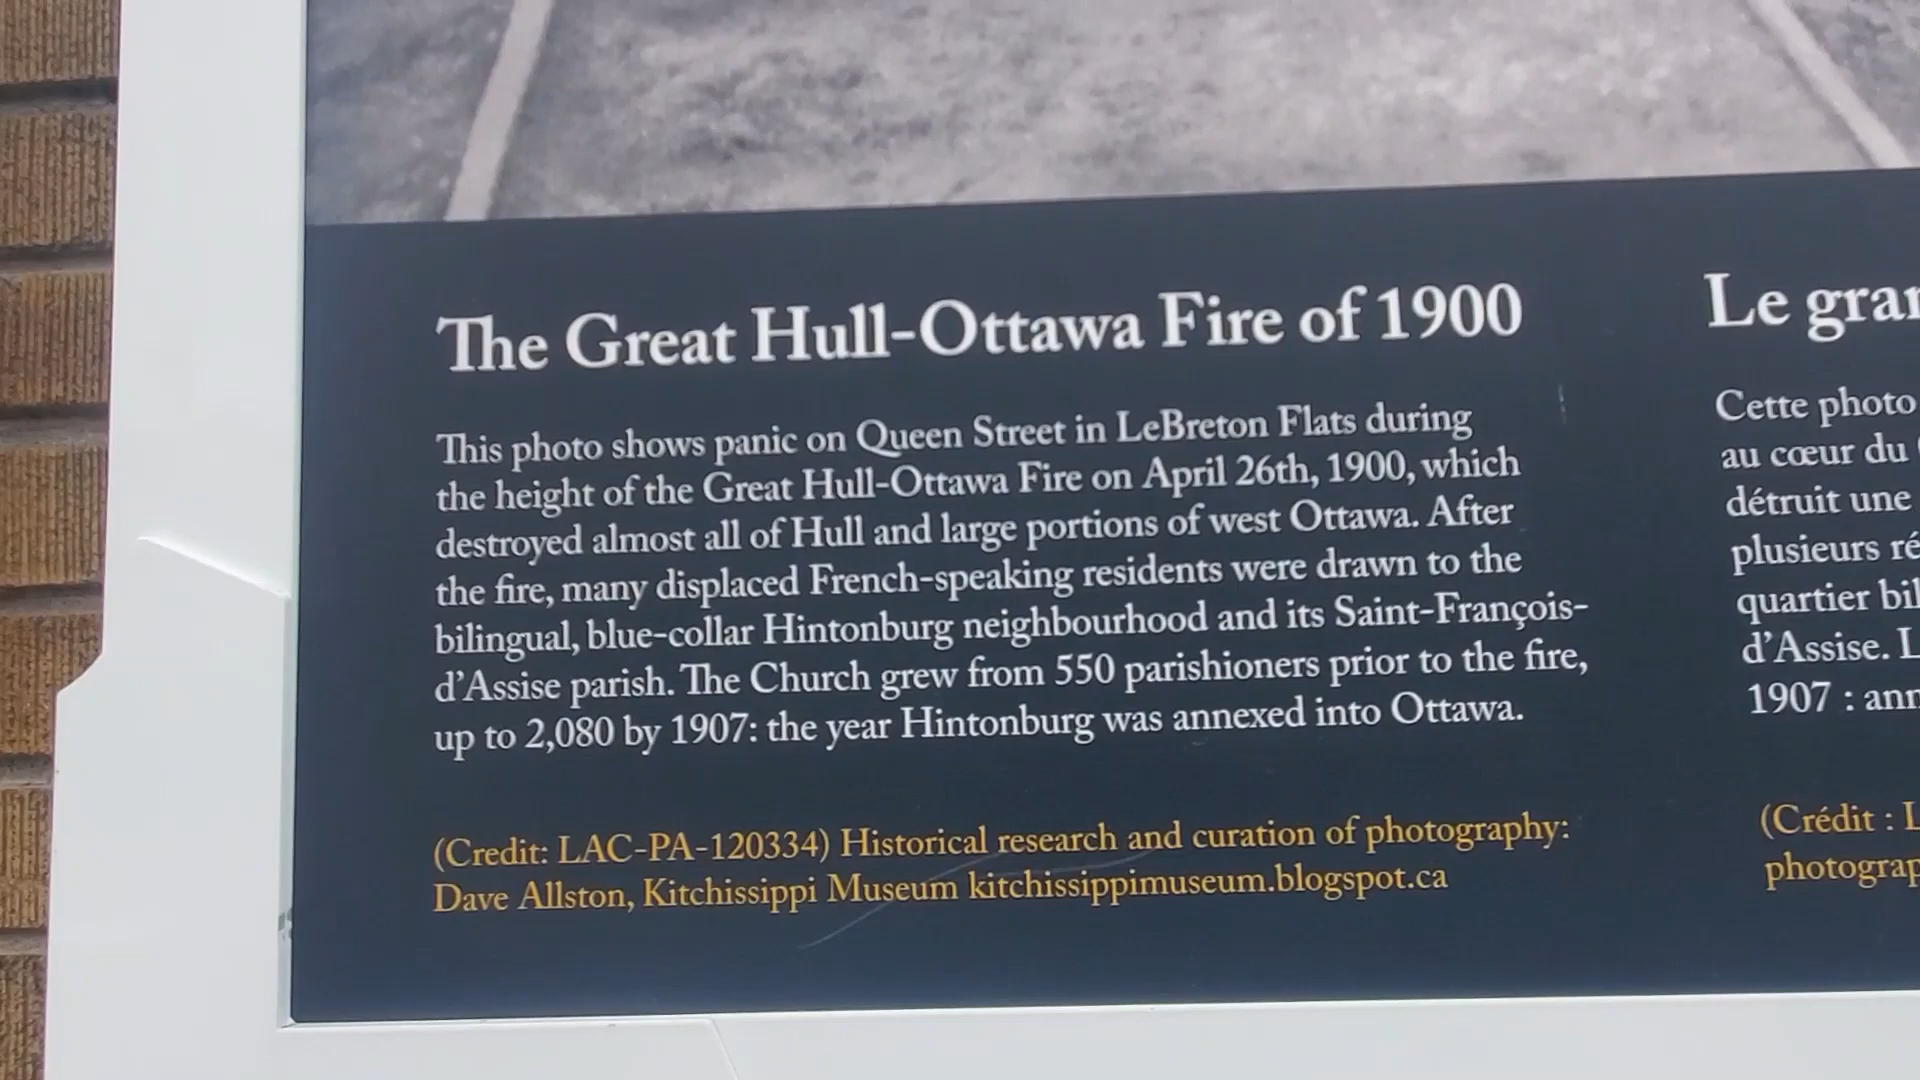 The Great Hull-Ottawa Fire of 1900
This photo shows panic on Queen Street in LeBreton Flats during
the height of the Great Hull-Ottawa Fire on April 26th, 1900, which
destroyed almost all of Hull and large portions of west Ottawa. After
the fire, many displaced French-speaking residents were drawn to the
bilingual, blue-collar Hintonburg neighbourhood and its Saint-François-
d'Assise parish. The Church grew from 550 parishioners prior to the fire,
up to 2,080 by 1907: the year Hintonburg was annexed into Ottawa.
(Credit: LAC-PA-120334) Historical research and curation of photography:
Dave Allston, Kitchissippi Museum kitchissippimuseum.blogspot.ca
Le gran
Cette photo
au cœur du
détruit une
plusieurs ré
quartier bil
d'Assise. L
1907 : ann
(Crédit : L
photograp